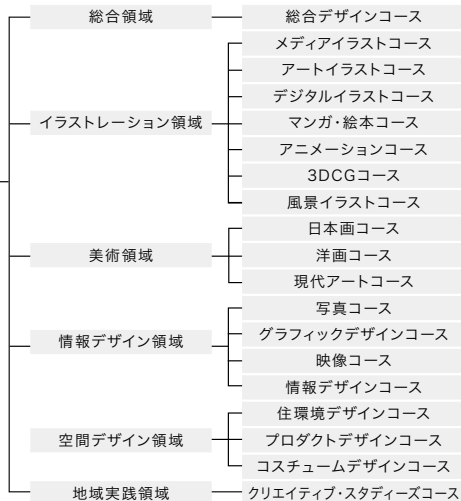 総合領域
総合デザインコース
イラストレーション領域
メディアイラストコース
アートイラストコース
デジタルイラストコース
マンガ・絵本コース
アニメーションコース
3DCGコース
風景イラストコース
美術領域
日本画コース
洋画コース
現代アートコース
情報デザイン領域
写真コース
グラフィックデザインコース
映像コース
情報デザインコース
空間デザイン領域
住環境デザインコース
プロダクトデザインコース
コスチュームデザインコース
地域実践領域
クリエイティブ・スタディーズコース